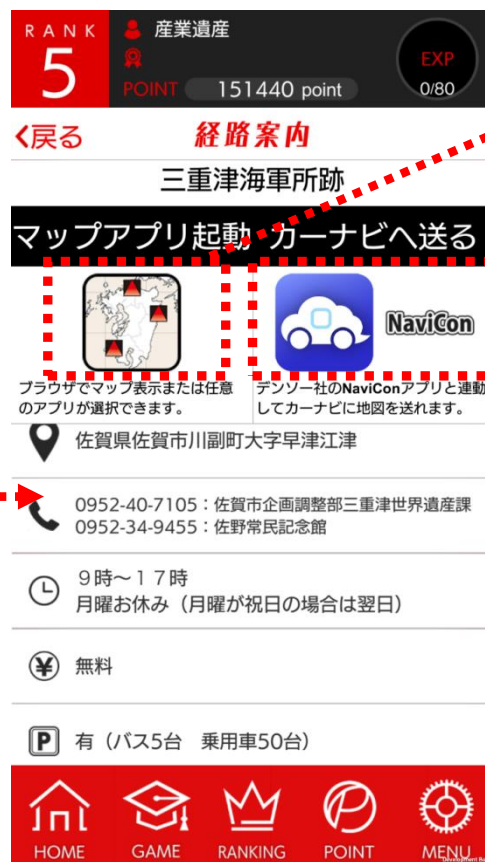 RANK
5
産業遺産
POINT 151440 point
EXP
0/80
戻る
経路案内
三重津海軍所跡
マップアプリ起動 カーナビへ送る
NaviCon
ブラウザでマップ表示または任意
のアプリが選択できます。
デンソー社のNaviConアプリと連動
してカーナビに地図を送れます。
佐賀県佐賀市川副町大字早津江津
0952-40-7105：佐賀市企画調整部三重津世界遺産課
0952-34-9455：佐野常民記念館
９時～１７時
月曜お休み（月曜が祝日の場合は翌日）
¥ 無料
P 有（バス5台　乗用車50台）
HOME GAME RANKING POINT MENU